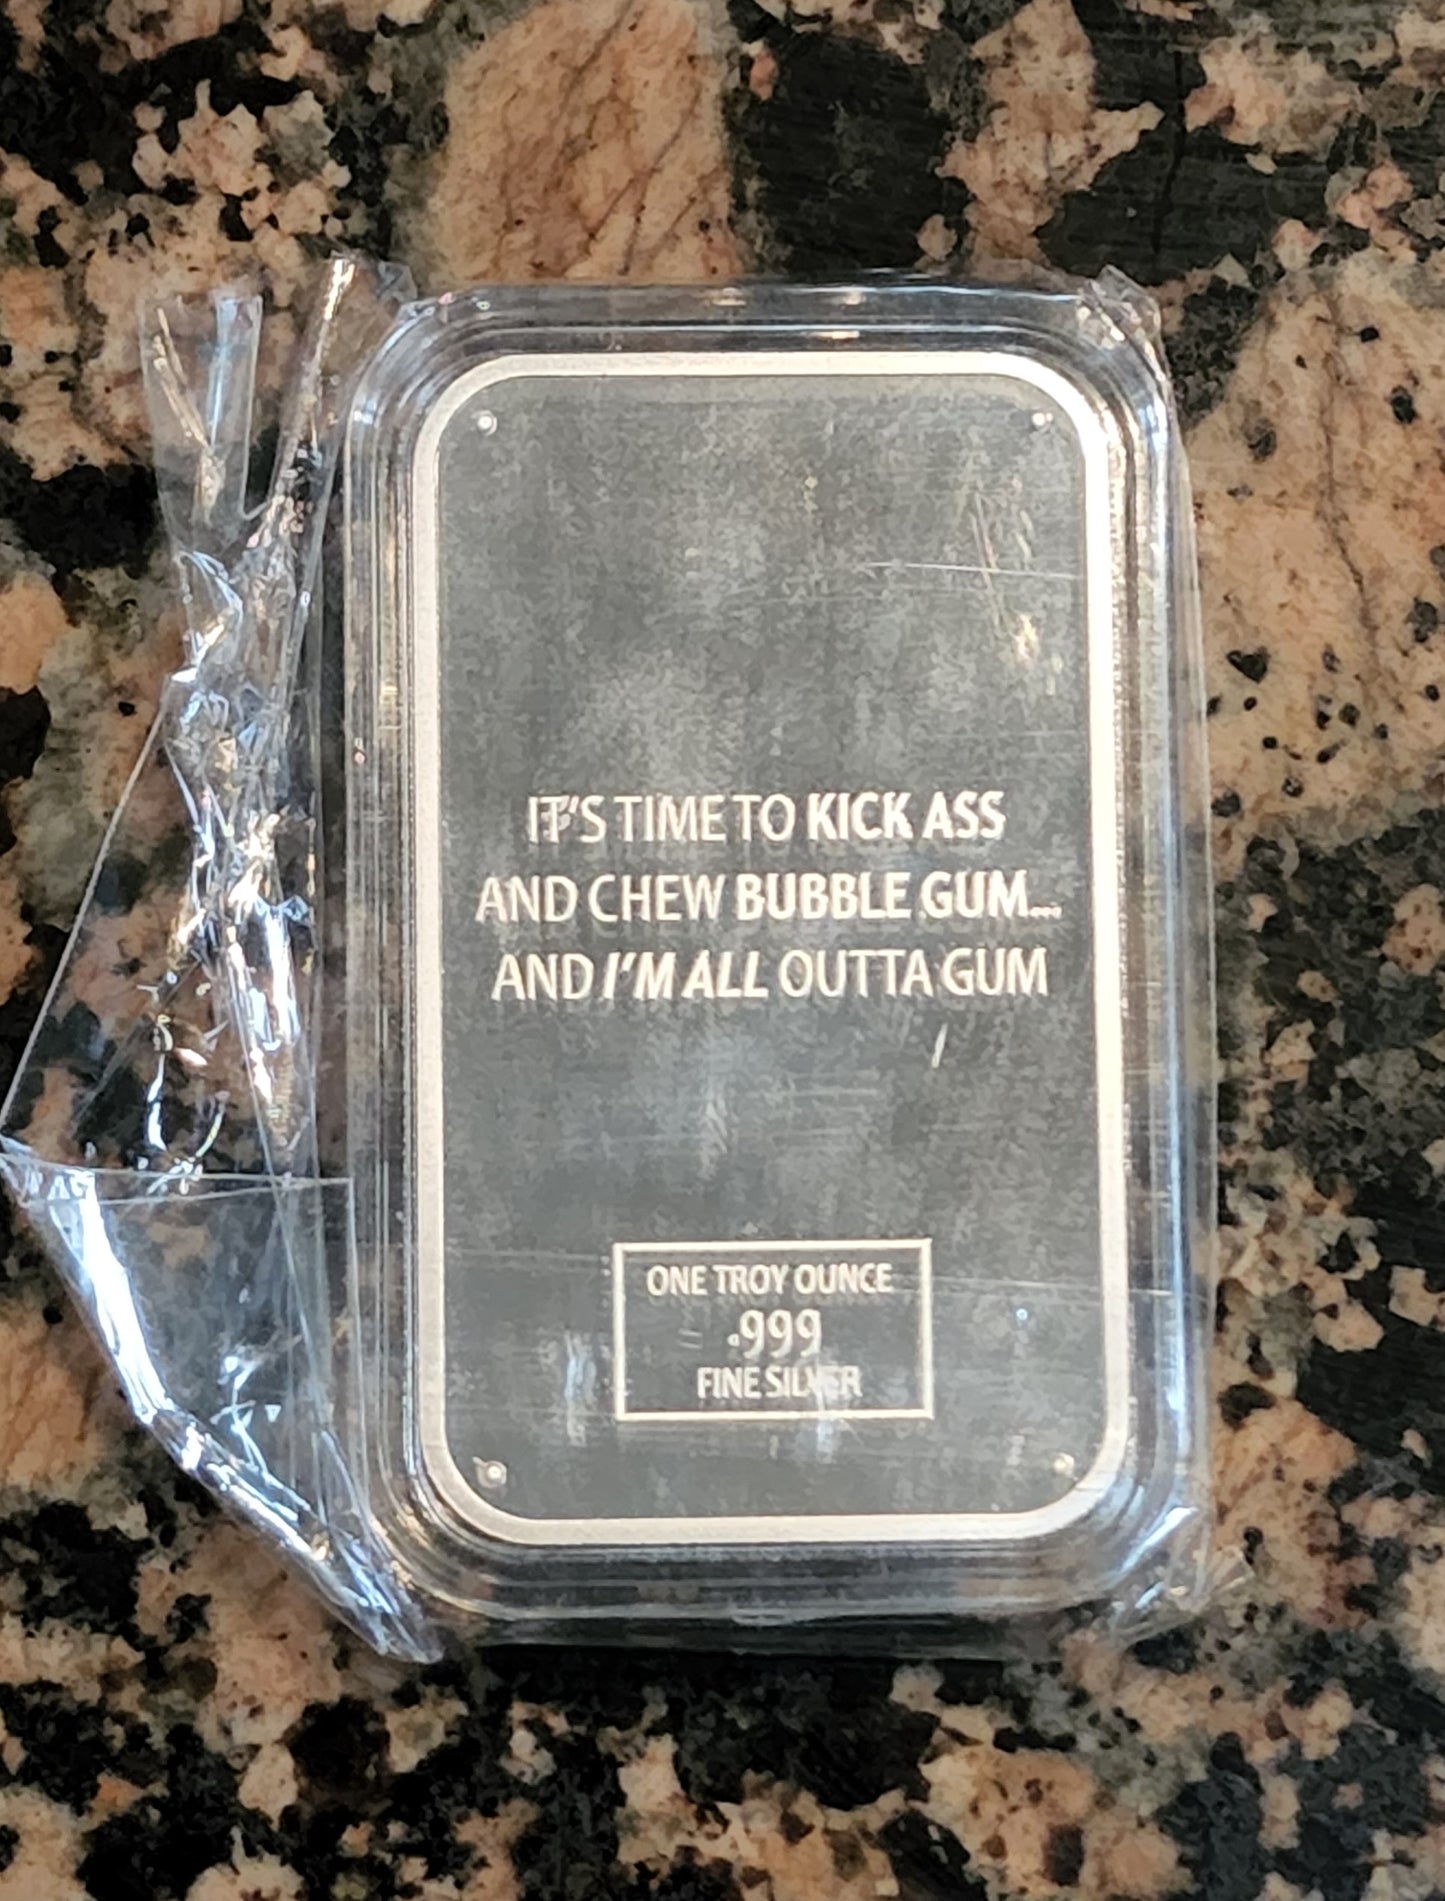 IT'S TIME TO KICK ASS
AND CHEW BUBBLE GUM...
AND I'M ALL OUTTA GUM
ONE TROY OUNCE
.999
FINE SILVER